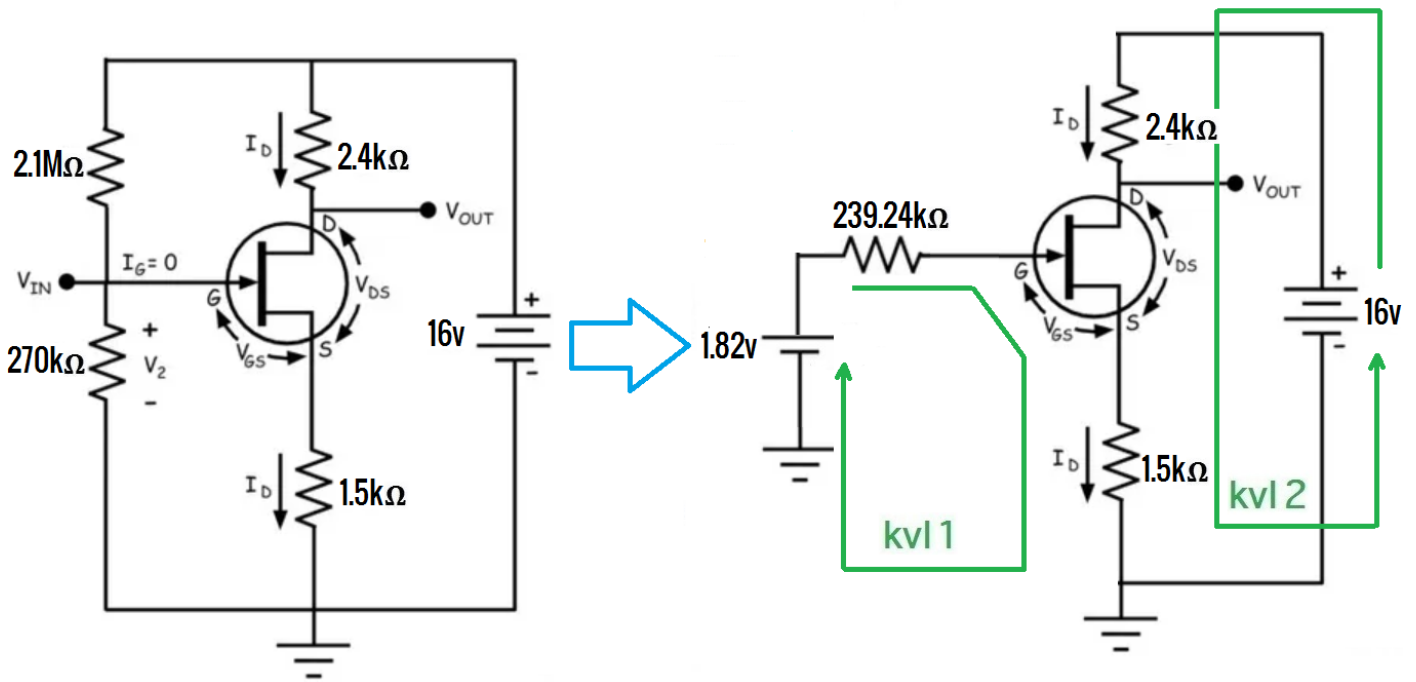 2.1MΩ
I_D
2.4kΩ
D
V_OUT
V_IN
I_G = 0
G
V_DS
V_GS
S
270kΩ
+
V_2
-
16v
+
-
I_D
1.5kΩ
I_D
2.4kΩ
D
V_OUT
239.24kΩ
G
V_DS
V_GS
S
1.82v
+
16v
-
I_D
1.5kΩ
kvl 1
kvl 2